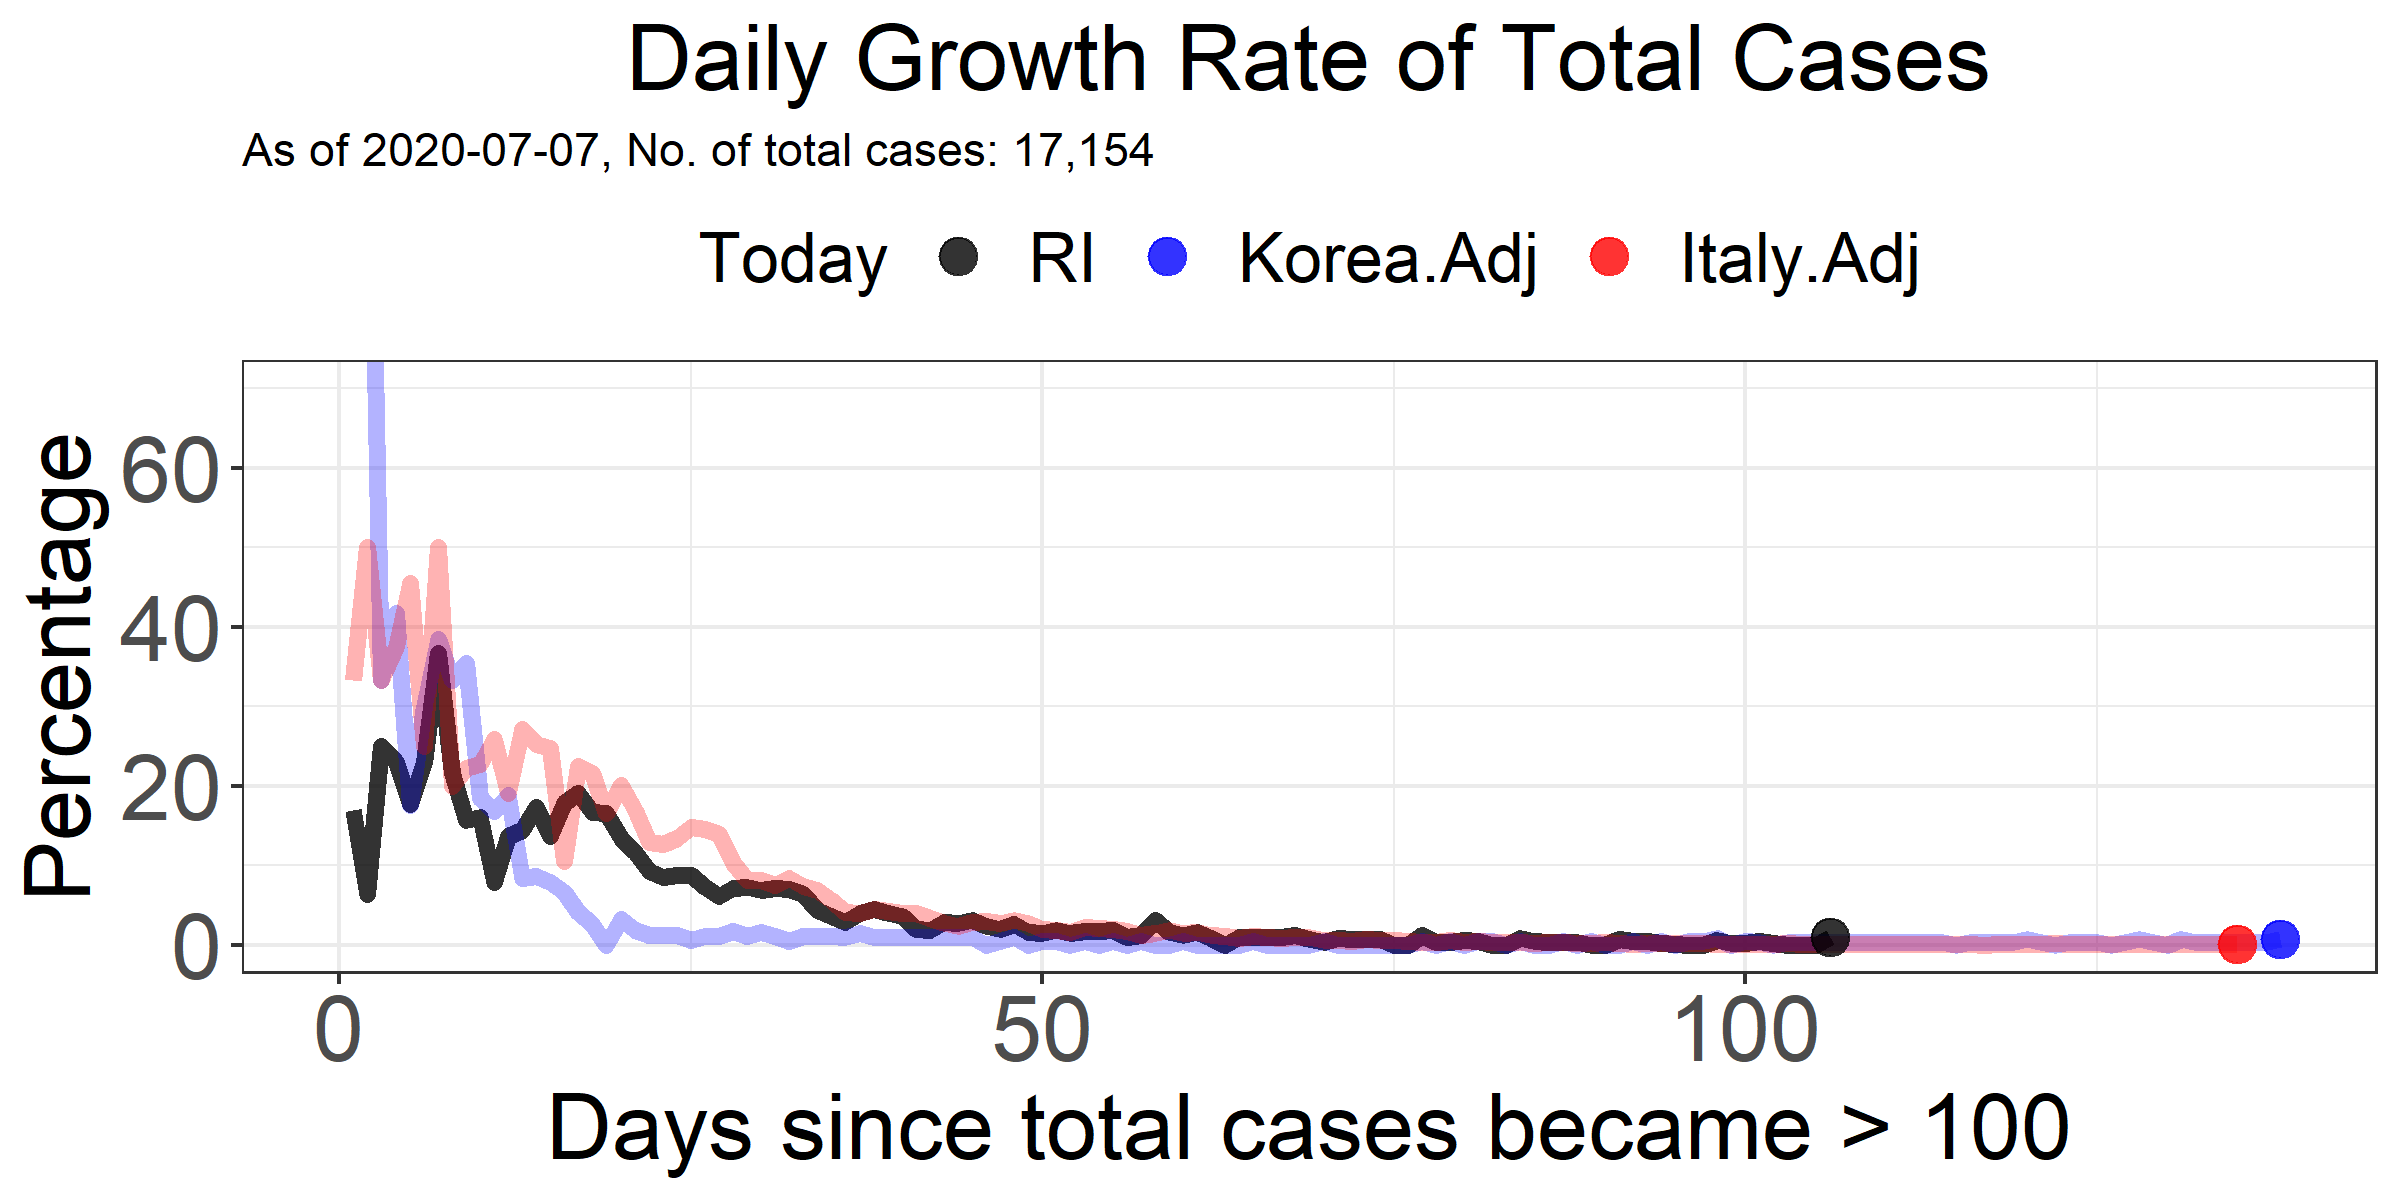 Daily Growth Rate of Total Cases
As of 2020-07-07, No. of total cases: 17,154
Today RI Korea.Adj Italy.Adj
Percentage
60
40
20
0
0 50 100
Days since total cases became > 100